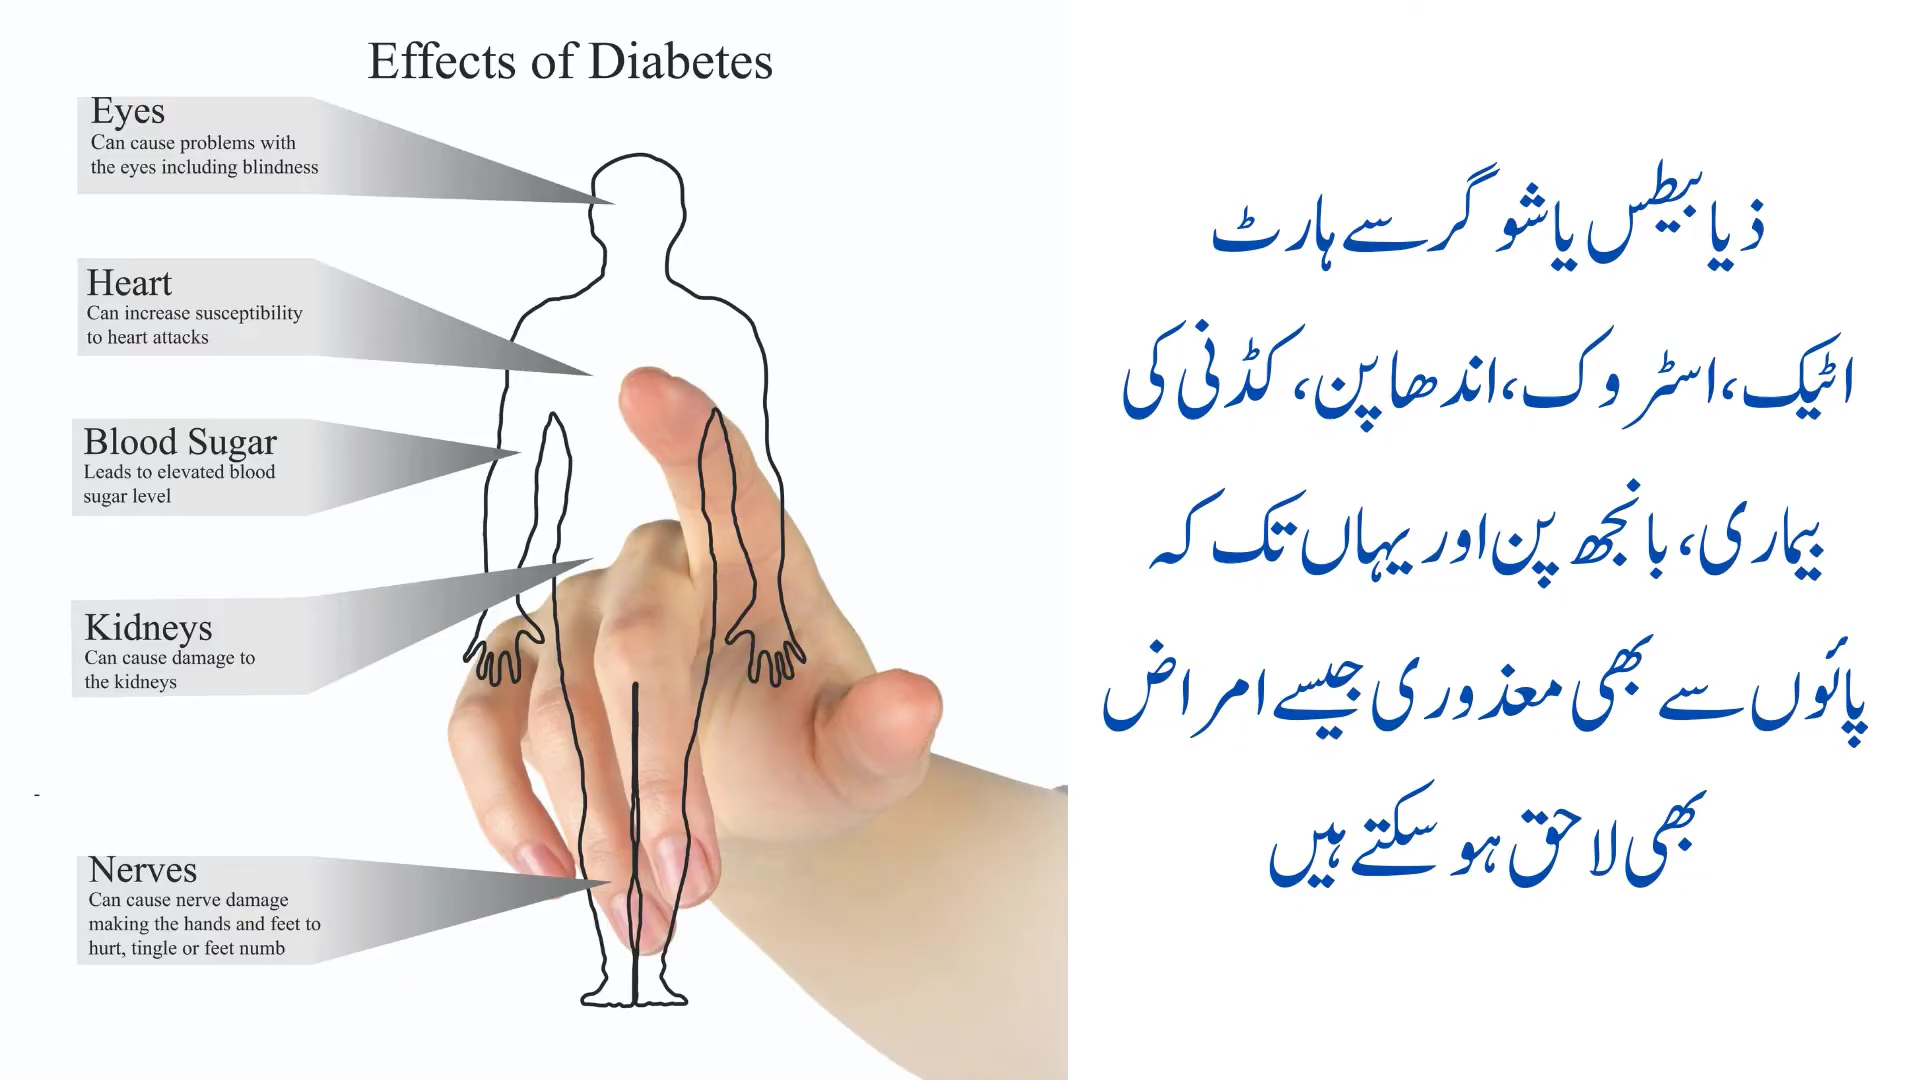 Effects of Diabetes
Eyes
Can cause problems with
the eyes including blindness
Heart
Can increase susceptibility
to heart attacks
Blood Sugar
Leads to elevated blood
sugar level
Kidneys
Can cause damage to
the kidneys
-
Nerves
Can cause nerve damage
making the hands and feet to
hurt, tingle or feet numb
ذیابیطس یا شوگر سے ہارٹ
اٹیک، اسٹروک، اندھا پن، کڈنی کی
بیماری، بانجھ پن اور یہاں تک کہ
پائوں سے بھی معذوری جیسے امراض
بھی لاحق ہو سکتے ہیں